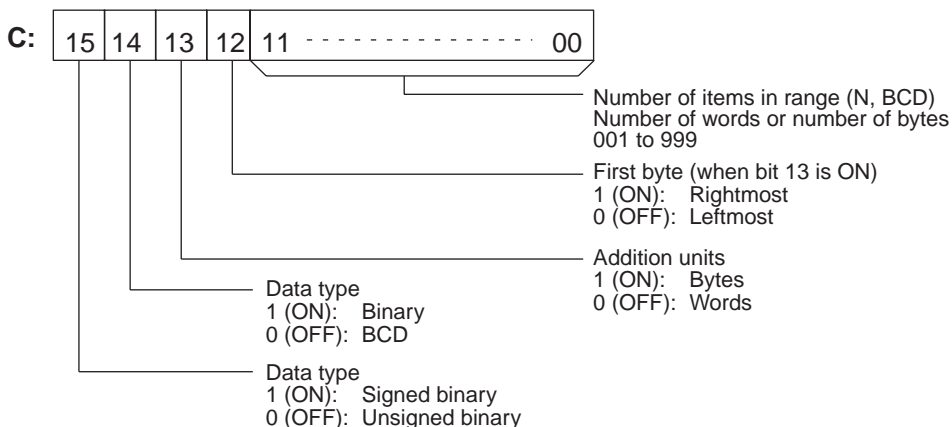 C: 15 14 13 12 11 00
Number of items in range (N, BCD)
Number of words or number of bytes
001 to 999
First byte (when bit 13 is ON)
1 (ON): Rightmost
0 (OFF): Leftmost
Addition units
1 (ON): Bytes
0 (OFF): Words
Data type
1 (ON): Binary
0 (OFF): BCD
Data type
1 (ON): Signed binary
0 (OFF): Unsigned binary